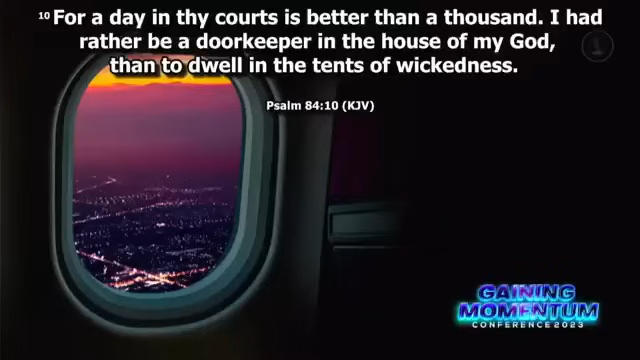 10 For a day in thy courts is better than a thousand. I had
rather be a doorkeeper in the house of my God,
than to dwell in the tents of wickedness.
Psalm 84:10 (KJV)
GAINING
MOMENTUM
CONFERENCE 2023